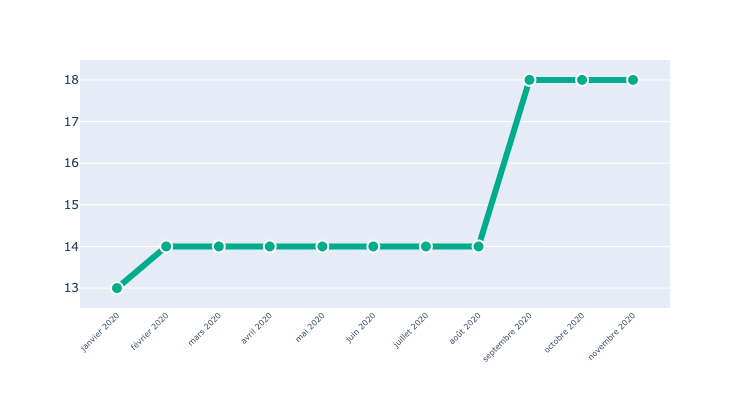 18
17
16
15
14
13
janvier 2020
février 2020
mars 2020
avril 2020
mai 2020
juin 2020
juillet 2020
août 2020
septembre 2020
octobre 2020
novembre 2020